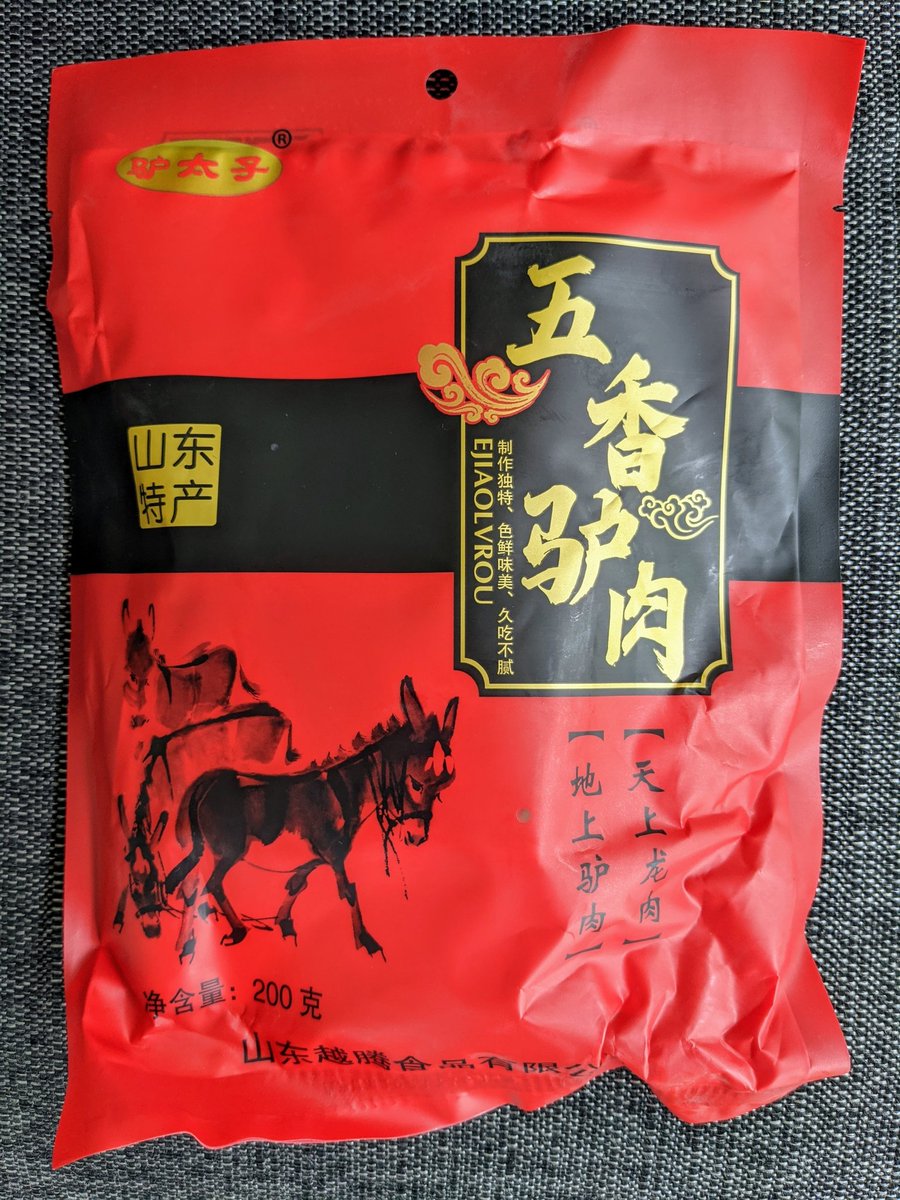 驴太子®
五香驴肉
制作独特、色鲜味美、久吃不腻
EJIAOLVROU
山东
特产
【天上龙肉】
【地上驴肉】
净含量：200克
山东越腾食品有限公